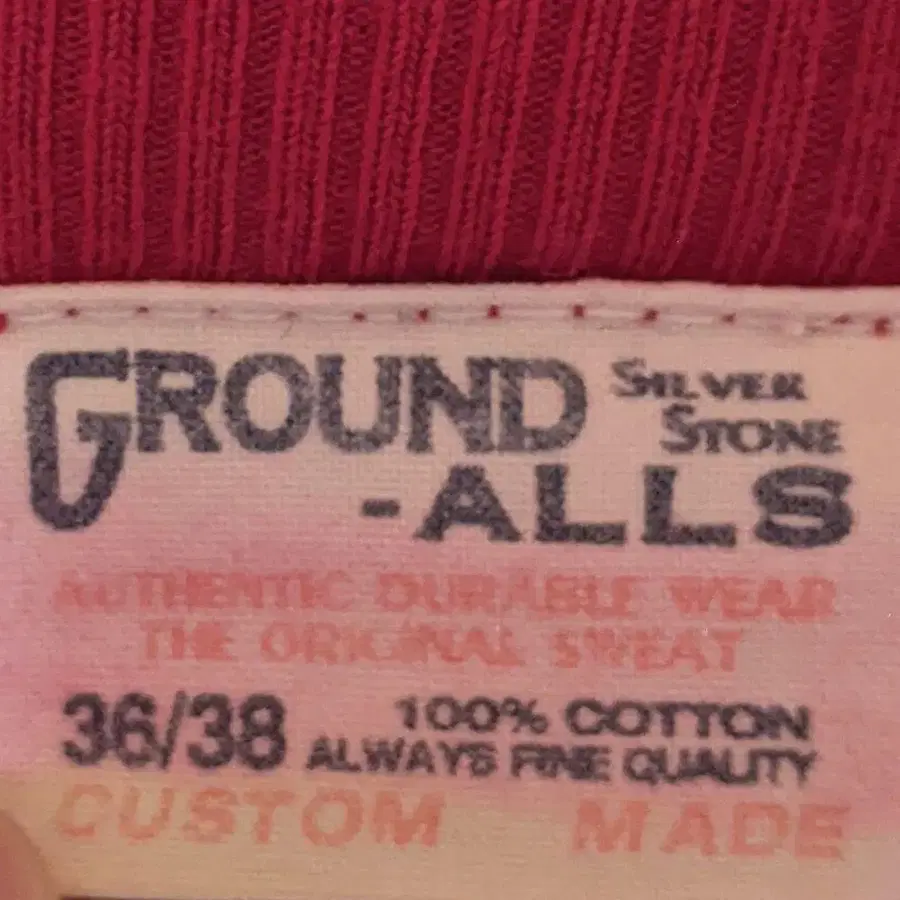 GROUND SILVER STONE
-ALLS
AUTHENTIC DURABLE WEAR
THE ORIGINAL SWEAT
36/38 100% COTTON
ALWAYS FINE QUALITY
CUSTOM MADE